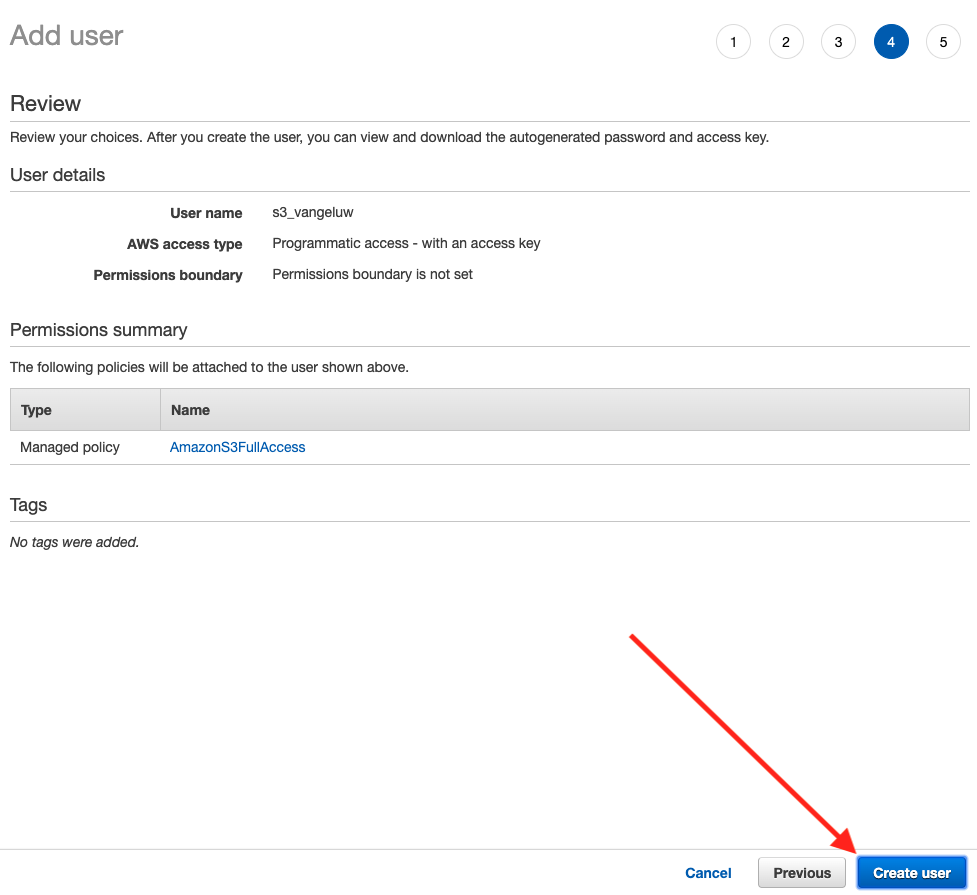 Add user
1 2 3 4 5
Review
Review your choices. After you create the user, you can view and download the autogenerated password and access key.
User details
User name s3_vangeluw
AWS access type Programmatic access - with an access key
Permissions boundary Permissions boundary is not set
Permissions summary
The following policies will be attached to the user shown above.
Type Name
Managed policy AmazonS3FullAccess
Tags
No tags were added.
Cancel Previous Create user